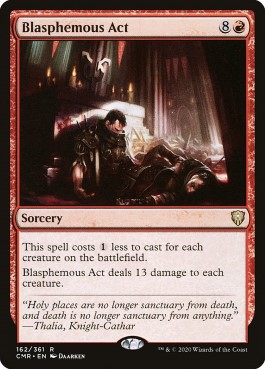 Blasphemous Act 8
Sorcery
This spell costs 1 less to cast for each
creature on the battlefield.
Blasphemous Act deals 13 damage to each
creature.
"Holy places are no longer sanctuary from death,
and death is no longer sanctuary from anything."
—Thalia, Knight-Cathar
162/361 R
CMR • EN Daarken
™ & © 2020 Wizards of the Coast